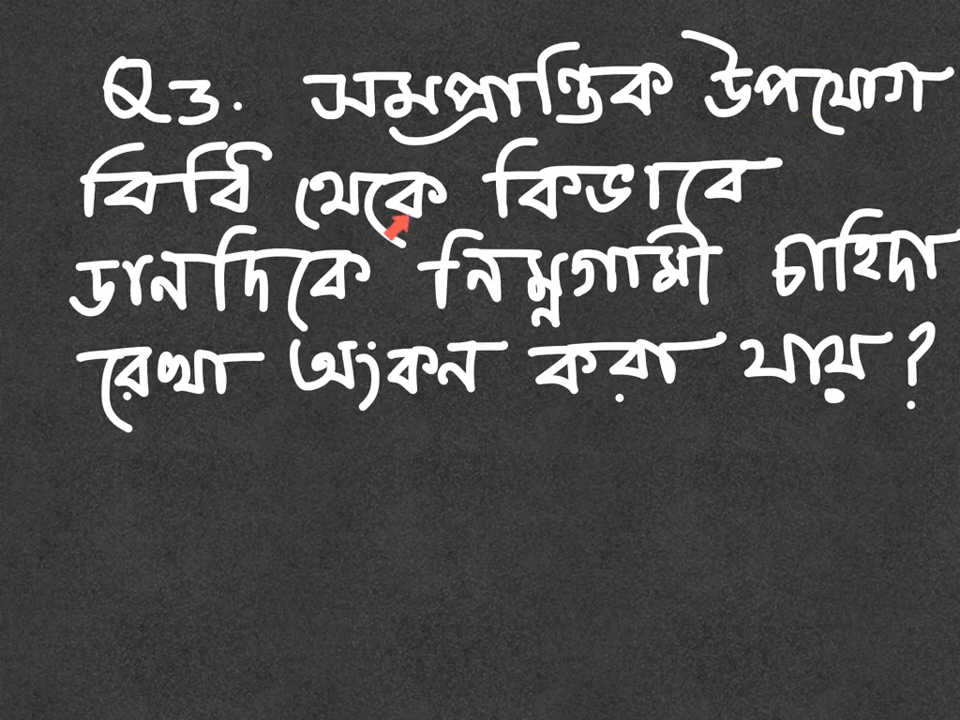 Q3. সমপ্রান্তিক উপযোগ
বিধি থেকে কিভাবে
ডানদিকে নিম্নগামী চাহিদা
রেখা অংকন করা যায়?